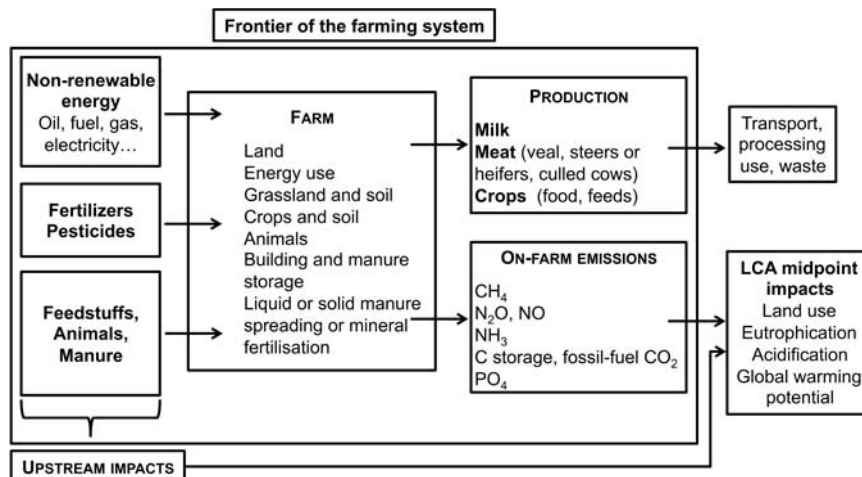 Frontier of the farming system
Non-renewable
energy
Oil, fuel, gas,
electricity…
Fertilizers
Pesticides
Feedstuffs,
Animals,
Manure
UPSTREAM IMPACTS
FARM
Land
Energy use
Grassland and soil
Crops and soil
Animals
Building and manure
storage
Liquid or solid manure
spreading or mineral
fertilisation
PRODUCTION
Milk
Meat (veal, steers or
heifers, culled cows)
Crops (food, feeds)
ON-FARM EMISSIONS
CH₄
N₂O, NO
NH₃
C storage, fossil-fuel CO₂
PO₄
Transport,
processing
use, waste
LCA midpoint
impacts
Land use
Eutrophication
Acidification
Global warming
potential